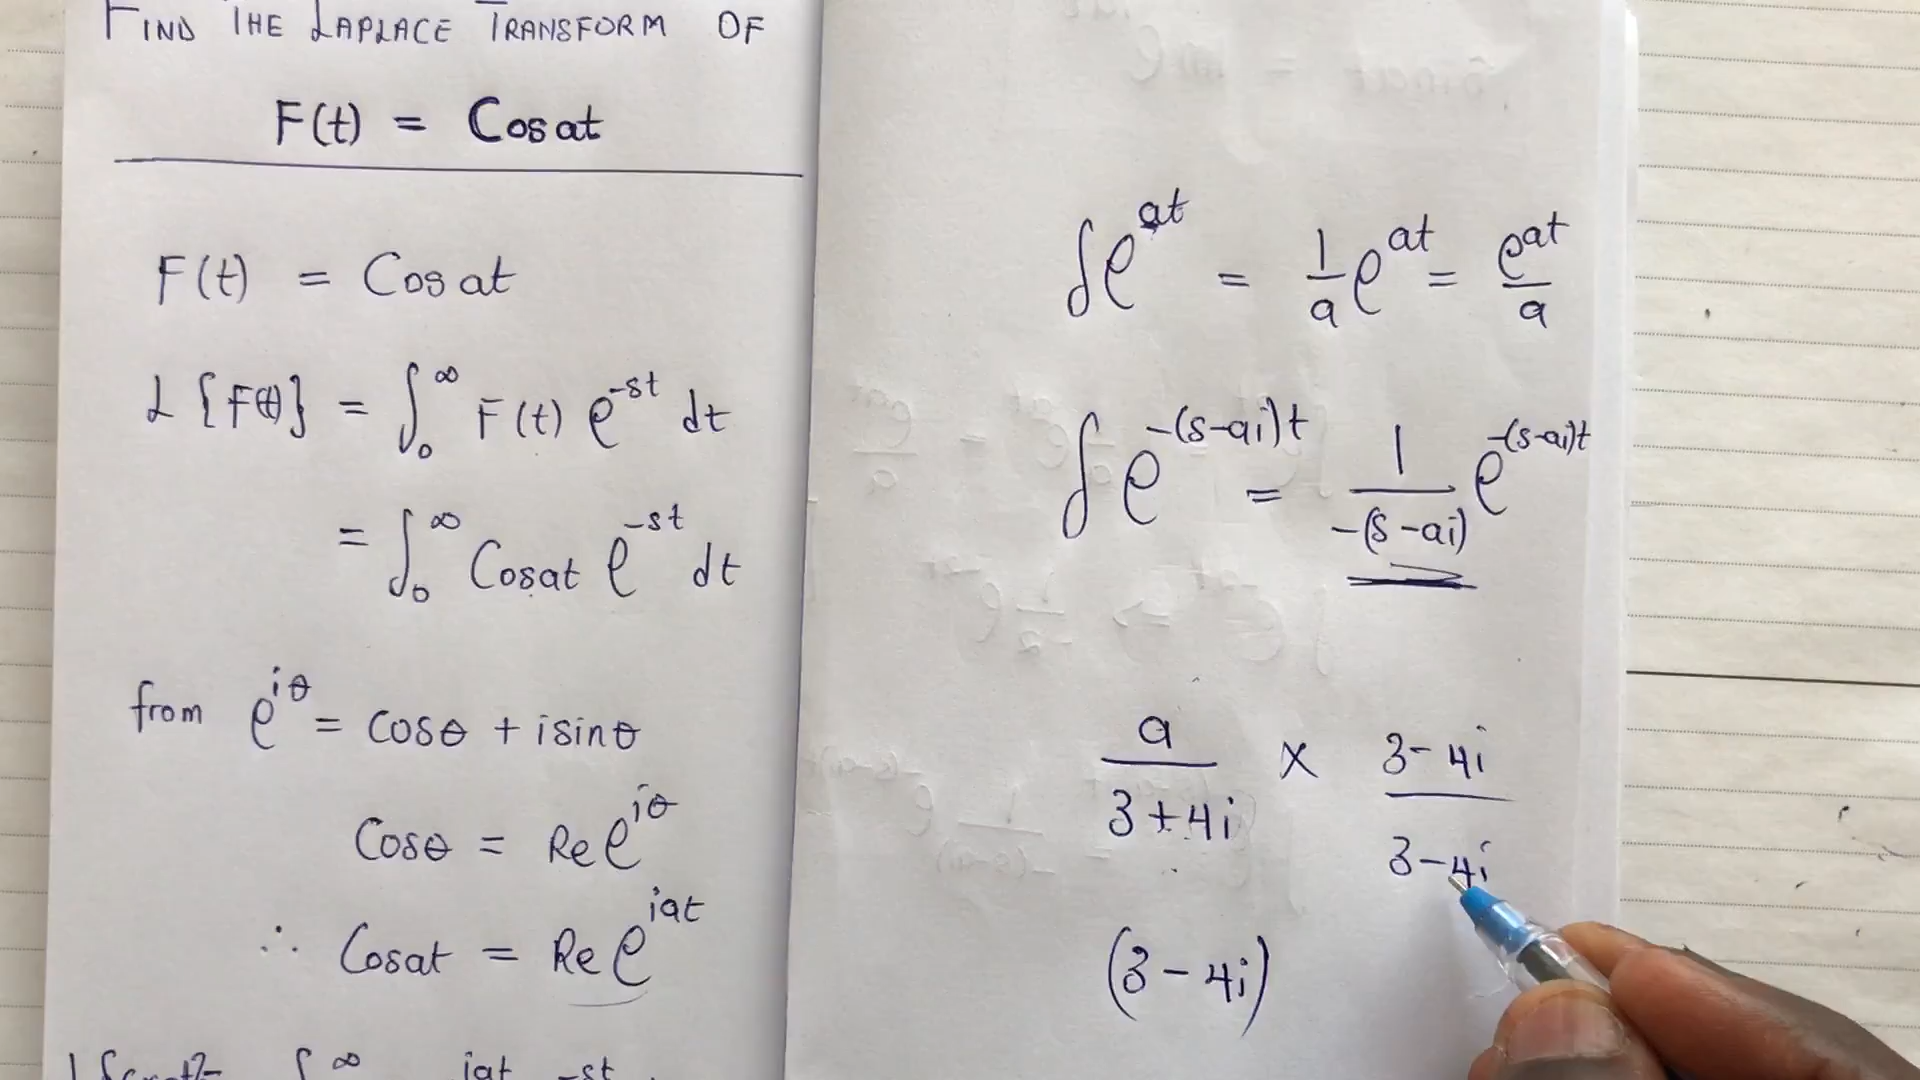 FIND THE LAPLACE TRANSFORM OF
F(t) = Cos at
F(t) = Cos at
L{F(t)} = ∫₀^∞ F(t) e^{-st} dt
= ∫₀^∞ Cos at e^{-st} dt
from e^{iθ} = cosθ + i sinθ
Cosθ = Re e^{iθ}
∴ Cos at = Re e^{iat}
∫e^{at} = 1/a e^{at} = e^{at}/a
∫e^{-(s-ai)t} = 1/-(s-ai) e^{-(s-ai)t}
a/3+4i × 3-4i/3-4i
(3-4i)